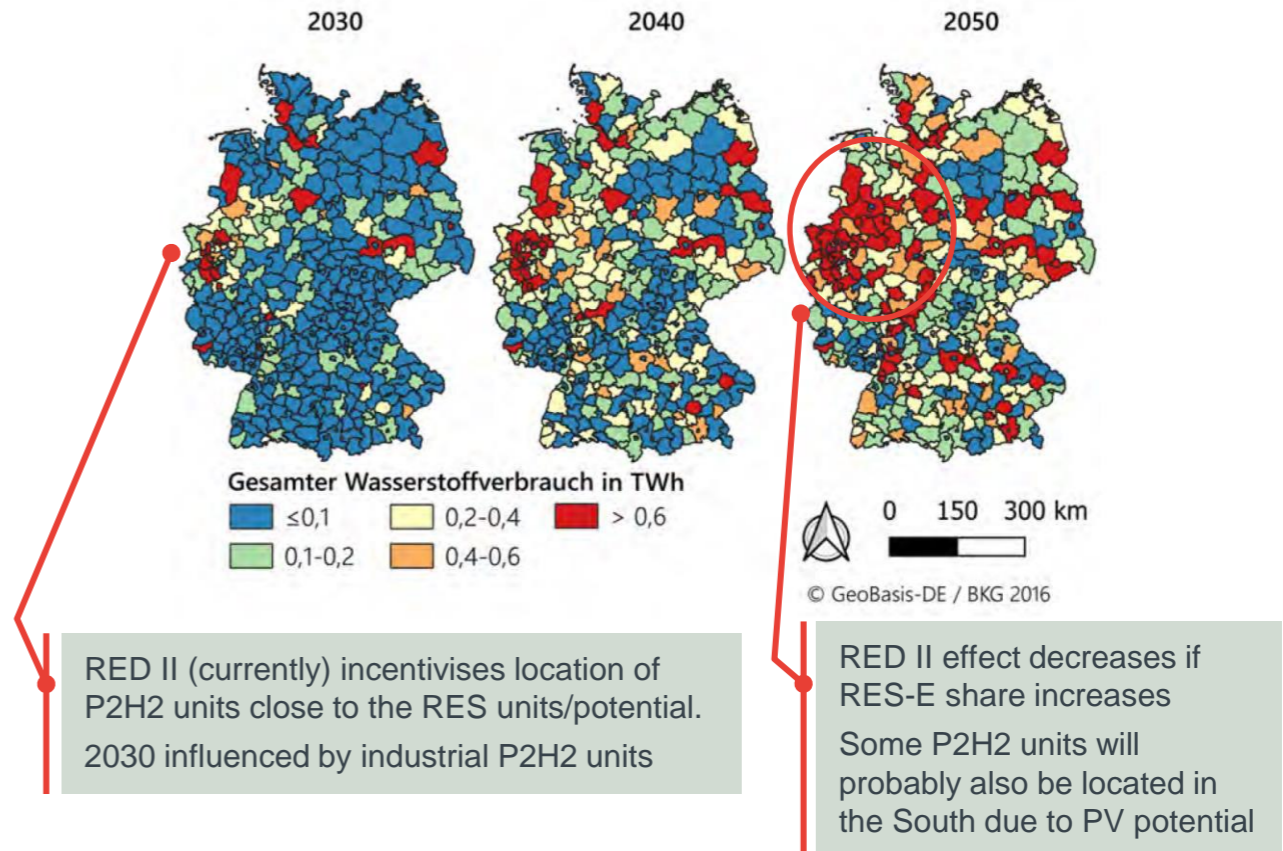 2030
2040
2050
Gesamter Wasserstoffverbrauch in TWh
≤0,1
0,2-0,4
> 0,6
0,1-0,2
0,4-0,6
0 150 300 km
© GeoBasis-DE / BKG 2016
RED II (currently) incentivises location of
P2H2 units close to the RES units/potential.
2030 influenced by industrial P2H2 units
RED II effect decreases if
RES-E share increases
Some P2H2 units will
probably also be located in
the South due to PV potential